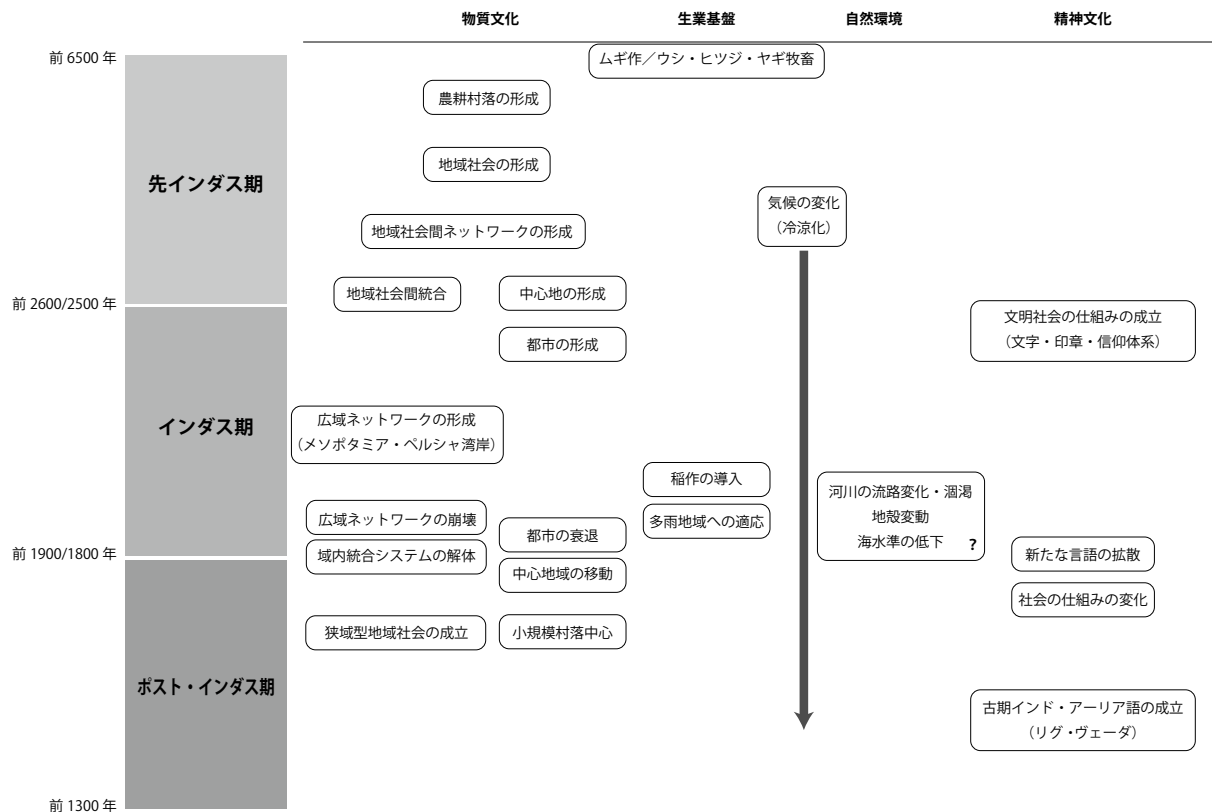 物質文化
生業基盤
自然環境
精神文化
前 6500 年
ムギ作／ウシ・ヒツジ・ヤギ牧畜
農耕村落の形成
地域社会の形成
先インダス期
気候の変化
（冷涼化）
地域社会間ネットワークの形成
地域社会間統合
中心地の形成
前 2600/2500 年
文明社会の仕組みの成立
（文字・印章・信仰体系）
都市の形成
インダス期
広域ネットワークの形成
（メソポタミア・ペルシャ湾岸）
稲作の導入
多雨地域への適応
河川の流路変化・涸渇
地殻変動
海水準の低下 ?
広域ネットワークの崩壊
都市の衰退
前 1900/1800 年
域内統合システムの解体
中心地域の移動
新たな言語の拡散
社会の仕組みの変化
狭域型地域社会の成立
小規模村落中心
ポスト・インダス期
古期インド・アーリア語の成立
（リグ・ヴェーダ）
前 1300 年